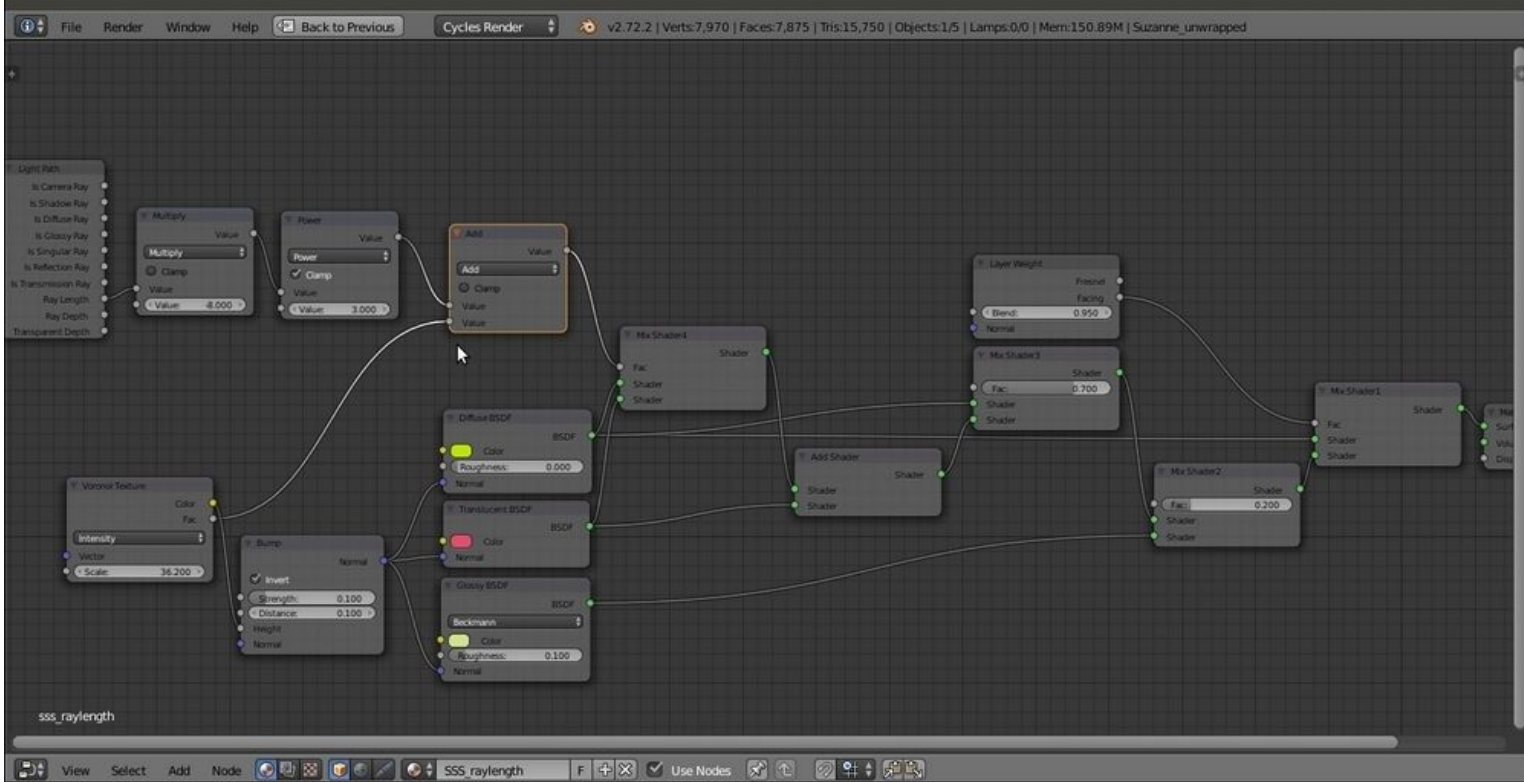 File Render Window Help Back to Previous Cycles Render v2.72.2 | Verts:7,970 | Faces:7,875 | Tris:15,750 | Objects:1/5 | Lamps:0/0 | Mem:150.89M | Suzanne_unwrapped
Light Path
Is Camera Ray
Is Shadow Ray
Is Diffuse Ray
Is Glossy Ray
Is Singular Ray
Is Reflection Ray
Is Transmission Ray
Ray Length
Ray Depth
Transparent Depth
Multiply
Value
Multiply
Clamp
Value
Value: -8.000
Power
Value
Power
Clamp
Value
Value: 3.000
Add
Value
Add
Clamp
Value
Value
Mix Shader4
Shader
Fac
Shader
Shader
Layer Weight
Fresnel
Facing
Blend: 0.950
Normal
Mix Shader3
Shader
Fac: 0.700
Shader
Shader
Mix Shader1
Shader
Fac
Shader
Shader
Diffuse BSDF
BSDF
Color
Roughness: 0.000
Normal
Add Shader
Shader
Shader
Shader
Mix Shader2
Shader
Fac: 0.200
Shader
Shader
Voronoi Texture
Color
Fac
Intensity
Vector
Scale: 36.200
Translucent BSDF
BSDF
Color
Normal
Bump
Normal
Invert
Strength: 0.100
Distance: 0.100
Height
Normal
Glossy BSDF
BSDF
Beckmann
Color
Roughness: 0.100
Normal
sss_raylength
View Select Add Node SSS_raylength F Use Nodes